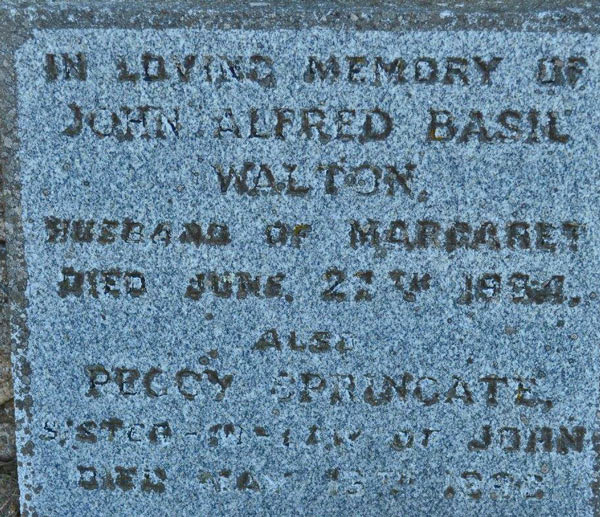 IN LOVING MEMORY OF
JOHN ALFRED BASIL
WALTON.
HUSBAND OF MARGARET
DIED JUNE.
ALSO
PEGGY SPRINGATE.
SISTER-IN-LAW OF JOHN
DIED